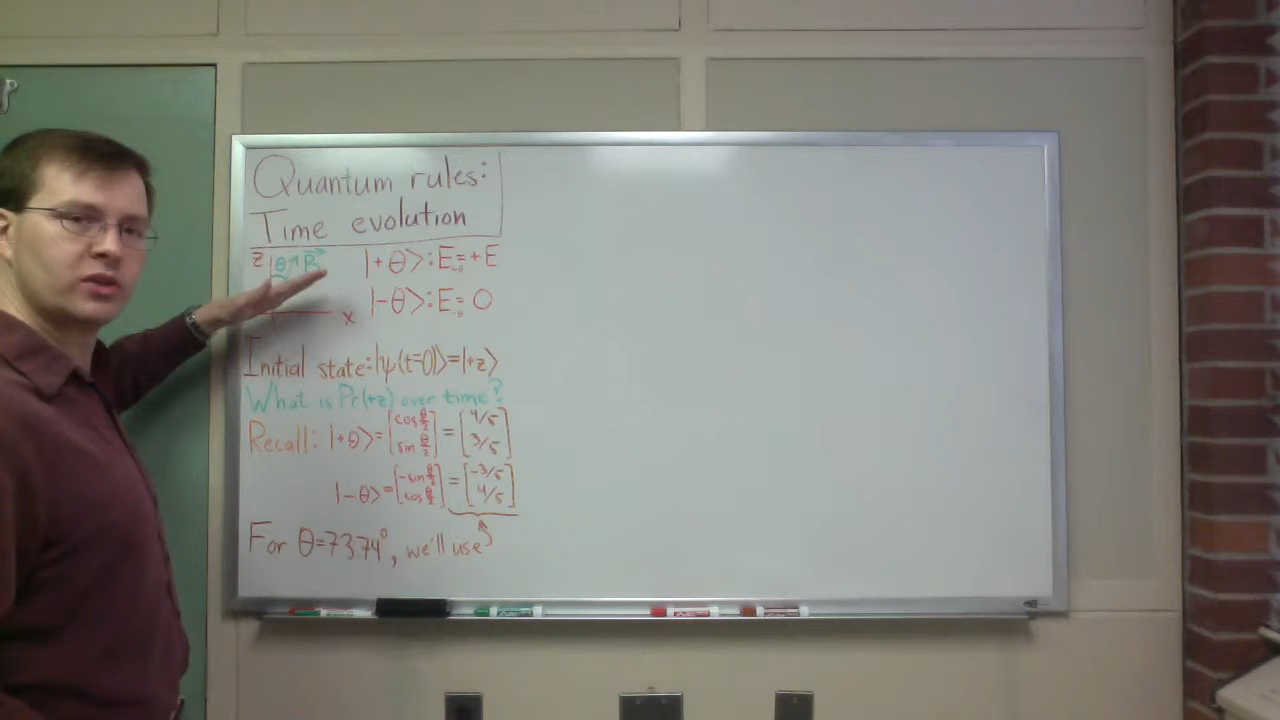 Quantum rules:
Time evolution
z θ B⃗ x
|+θ>: E₊θ = +E
|-θ>: E₋θ = 0
Initial state: |ψ(t=0)>=|+z>
What is Pr(+z) over time?
Recall: |+θ> = [cos θ/2 sin θ/2] = [4/5 3/5]
|-θ> = [-sin θ/2 cos θ/2] = [-3/5 4/5]
For θ=73.74°, we'll use